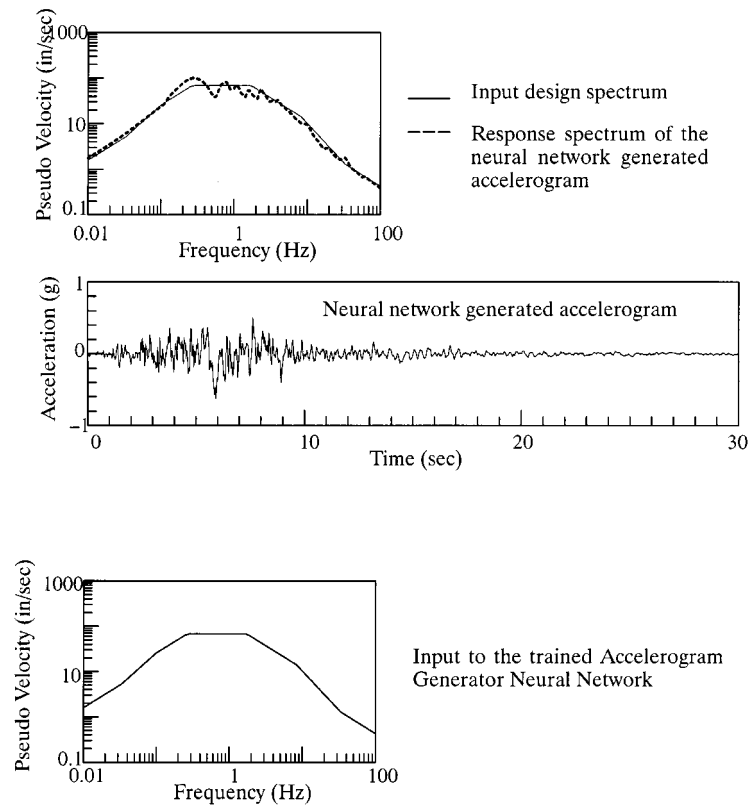 1000
10
0.1
Pseudo Velocity (in/sec)
0.01
1
100
Frequency (Hz)
Input design spectrum
Response spectrum of the
neural network generated
accelerogram
1
0
-1
Acceleration (g)
Neural network generated accelerogram
0
10
20
30
Time (sec)
1000
10
0.1
Pseudo Velocity (in/sec)
0.01
1
100
Frequency (Hz)
Input to the trained Accelerogram
Generator Neural Network